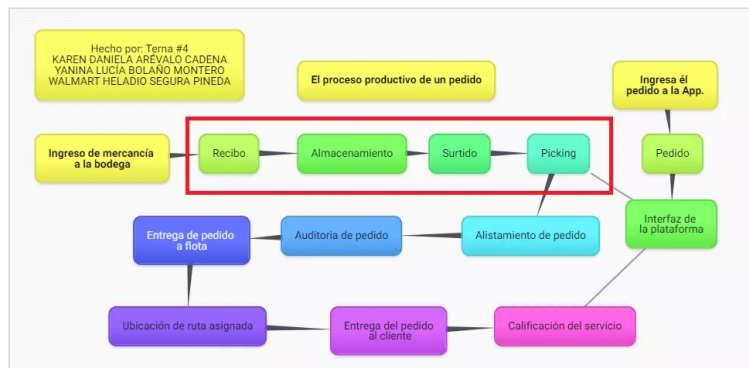 Hecho por: Terna #4
KAREN DANIELA ARÉVALO CADENA
YANINA LUCÍA BOLAÑO MONTERO
WALMART HELADIO SEGURA PINEDA
El proceso productivo de un pedido
Ingresa él
pedido a la App.
Ingreso de mercancía
a la bodega
Recibo
Almacenamiento
Surtido
Picking
Pedido
Entrega de pedido
a flota
Auditoria de pedido
Alistamiento de pedido
Interfaz de
la plataforma
Ubicación de ruta asignada
Entrega del pedido
al cliente
Calificación del servicio